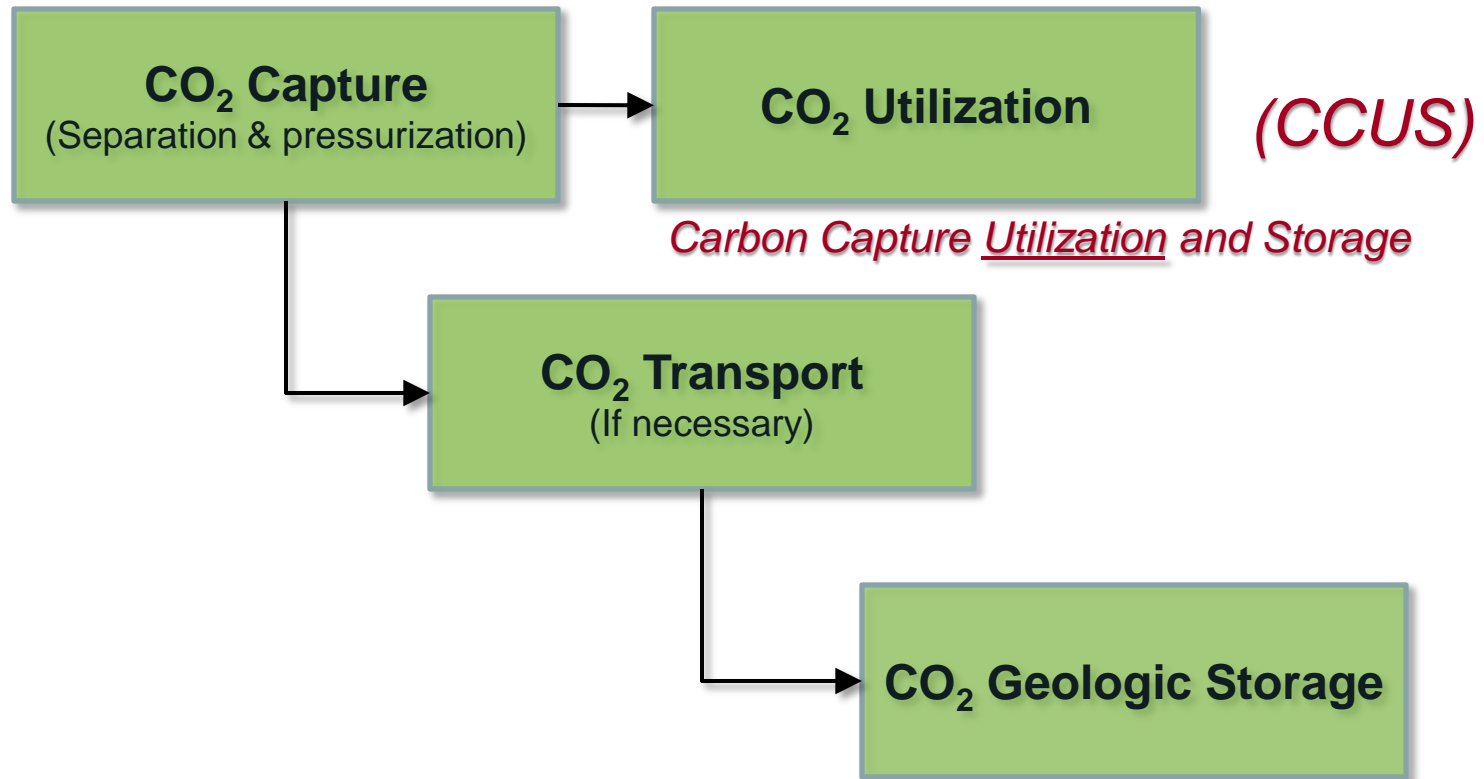 CO₂ Capture
(Separation & pressurization)
CO₂ Utilization
(CCUS)
Carbon Capture Utilization and Storage
CO₂ Transport
(If necessary)
CO₂ Geologic Storage